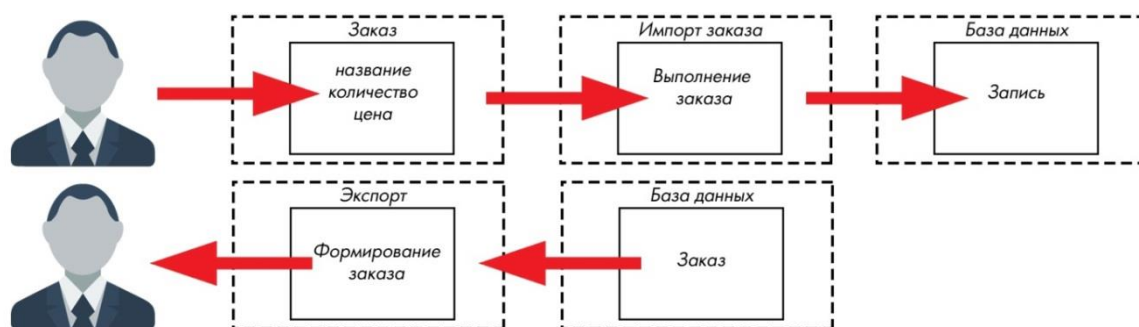 Заказ
название
количество
цена
Импорт заказа
Выполнение
заказа
База данных
Запись
Экспорт
Формирование
заказа
База данных
Заказ